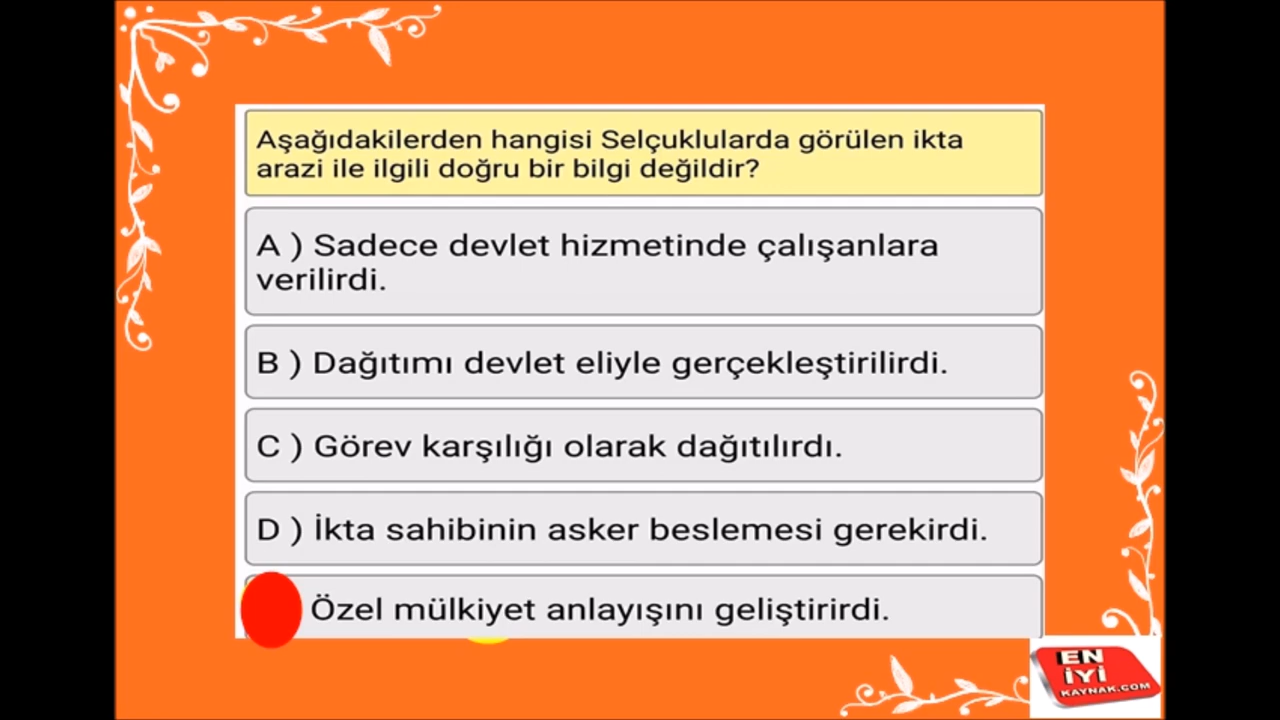 Aşağıdakilerden hangisi Selçuklularda görülen ikta
arazi ile ilgili doğru bir bilgi değildir?
A ) Sadece devlet hizmetinde çalışanlara
verilirdi.
B ) Dağıtımı devlet eliyle gerçekleştirilirdi.
C ) Görev karşılığı olarak dağıtılırdı.
D ) İkta sahibinin asker beslemesi gerekirdi.
Özel mülkiyet anlayışını geliştirirdi.
EN
İYİ
KAYNAK.COM